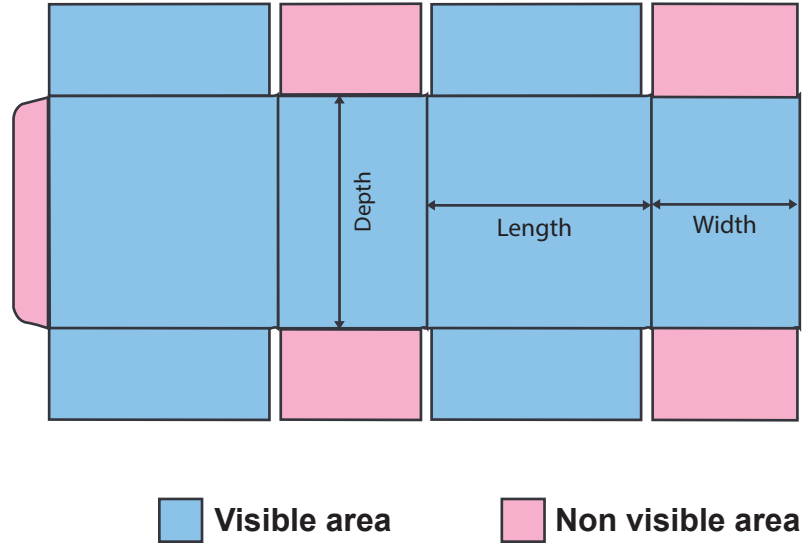 Depth
Length
Width
Visible area
Non visible area